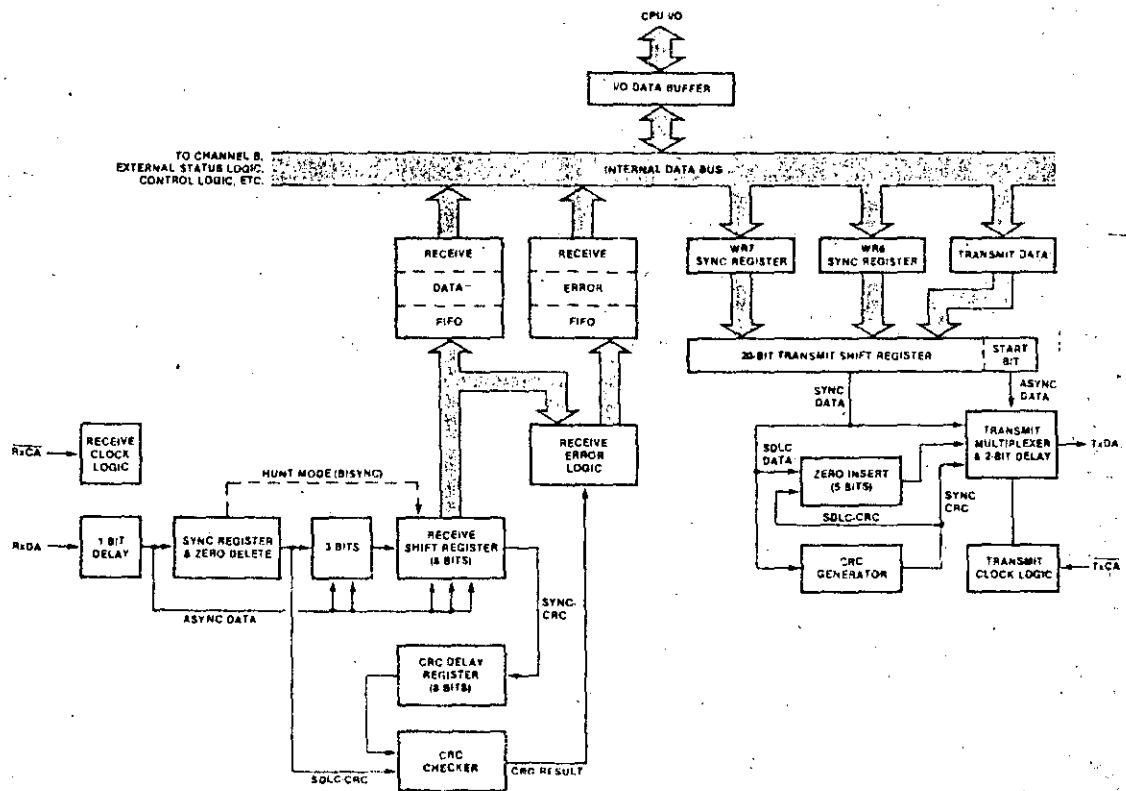 CPU I/O
I/O DATA BUFFER
TO CHANNEL B,
EXTERNAL STATUS LOGIC,
CONTROL LOGIC, ETC.
INTERNAL DATA BUS
RECEIVE
DATA
FIFO
RECEIVE
ERROR
FIFO
WR7
SYNC REGISTER
WR6
SYNC REGISTER
TRANSMIT DATA
20-BIT TRANSMIT SHIFT REGISTER
START
BIT
SYNC
DATA
ASYNC
DATA
RxCA
RECEIVE
CLOCK
LOGIC
HUNT MODE (BISYNC)
RECEIVE
ERROR
LOGIC
TRANSMIT
MULTIPLEXER
& 2-BIT DELAY
TxDA
SDLC
DATA
ZERO INSERT
(5 BITS)
SYNC
CRC
SDLC-CRC
RxDA
1 BIT
DELAY
SYNC REGISTER
& ZERO DELETE
3 BITS
RECEIVE
SHIFT REGISTER
(8 BITS)
CRC
GENERATOR
TRANSMIT
CLOCK LOGIC
TxCA
ASYNC DATA
SYNC-
CRC
CRC DELAY
REGISTER
(8 BITS)
CRC
CHECKER
SDLC-CRC
CRC RESULT